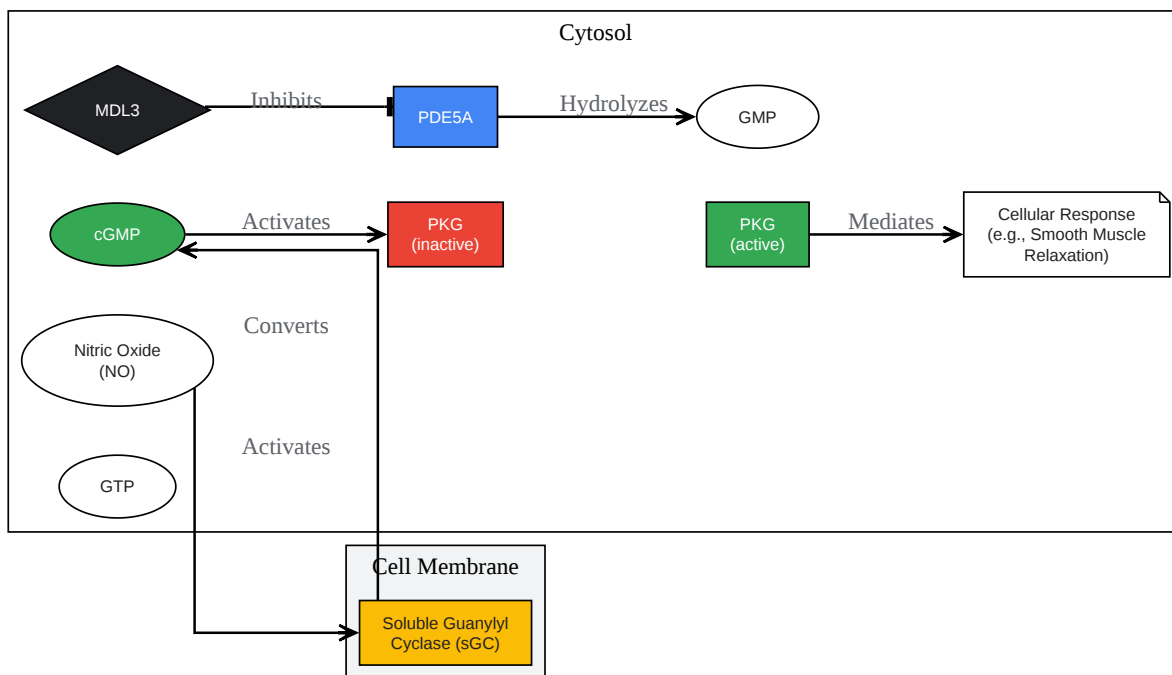 Cytosol
MDL3
Inhibits
PDE5A
Hydrolyzes
GMP
cGMP
Activates
PKG
(inactive)
PKG
(active)
Mediates
Cellular Response
(e.g., Smooth Muscle
Relaxation)
Converts
Nitric Oxide
(NO)
Activates
GTP
Cell Membrane
Soluble Guanylyl
Cyclase (sGC)